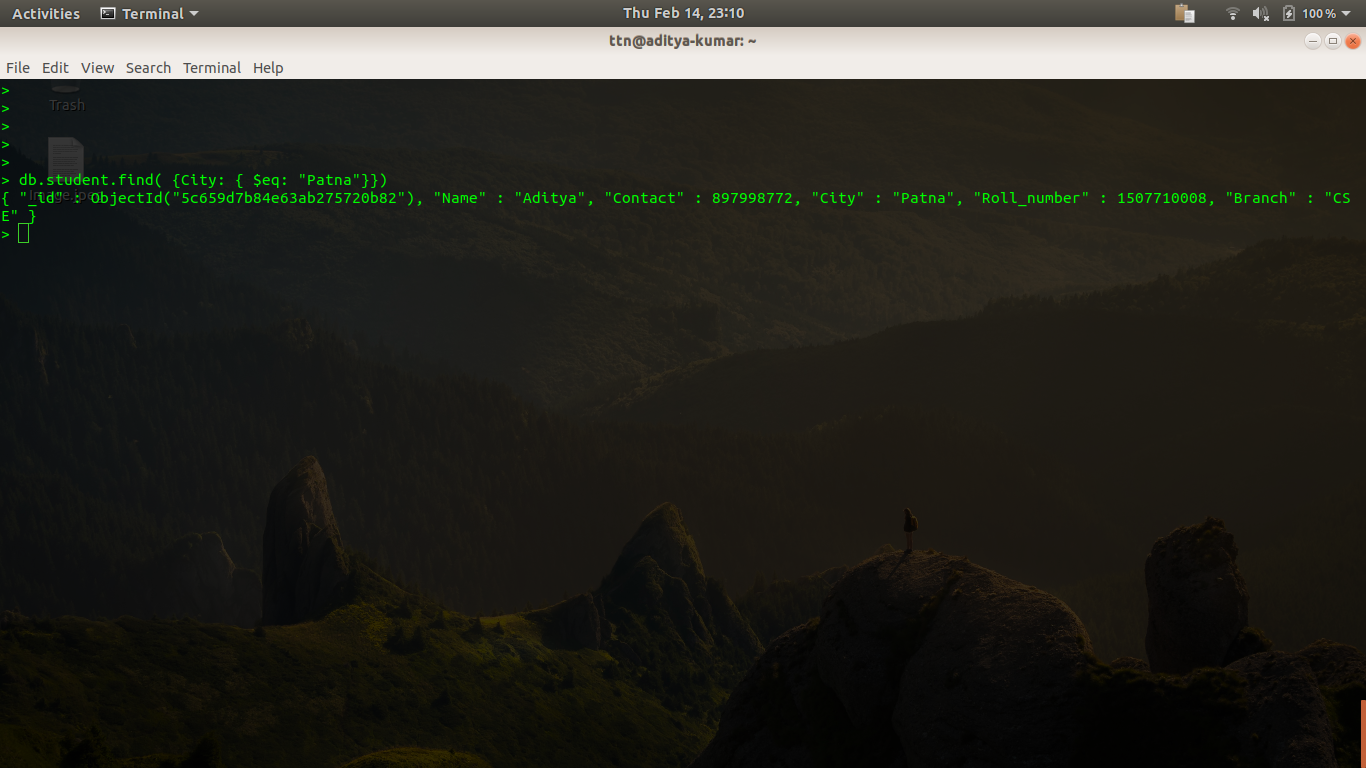 Activities Terminal Thu Feb 14, 23:10 100%
ttn@aditya-kumar: ~
File Edit View Search Terminal Help
>
Trash
>
>
>
>
> db.student.find( {City: { $eq: "Patna"}})
{ "_id" : ObjectId("5c659d7b84e63ab275720b82"), "Name" : "Aditya", "Contact" : 897998772, "City" : "Patna", "Roll_number" : 1507710008, "Branch" : "CS
E" }
>